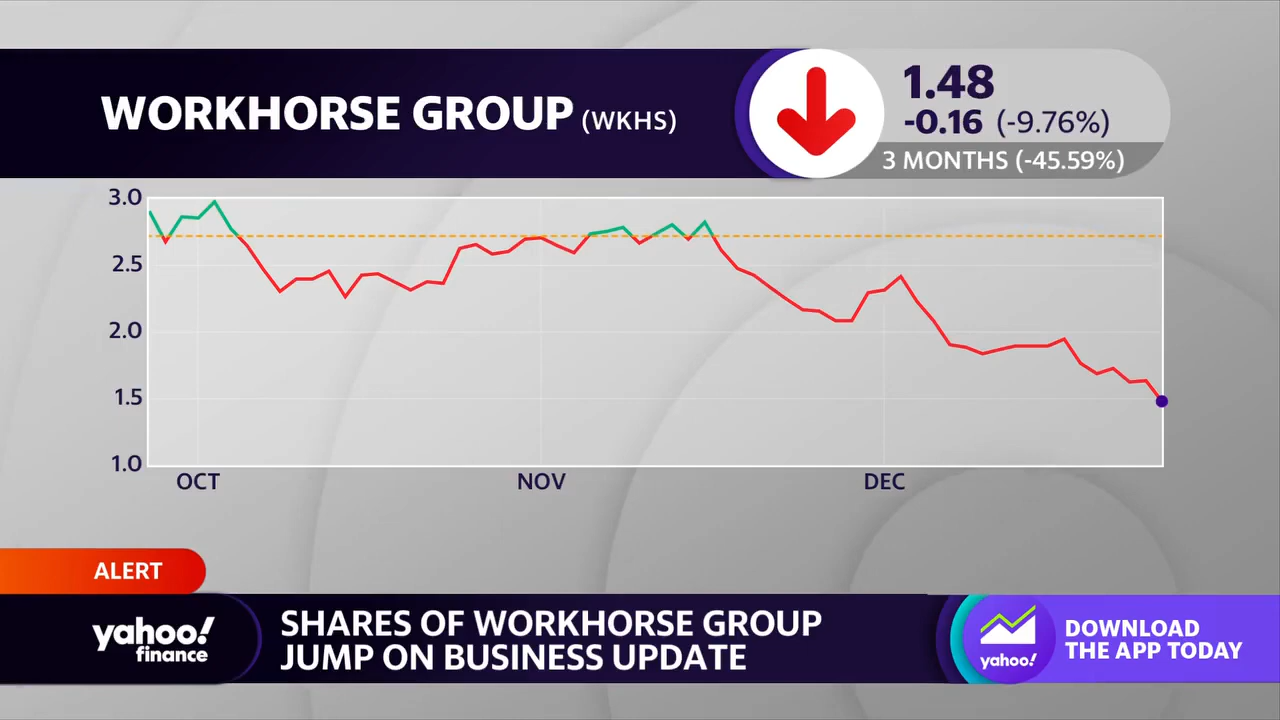 WORKHORSE GROUP (WKHS)
1.48
-0.16 (-9.76%)
3 MONTHS (-45.59%)
3.0
2.5
2.0
1.5
1.0
OCT NOV DEC
ALERT
yahoo!
finance
SHARES OF WORKHORSE GROUP
JUMP ON BUSINESS UPDATE
yahoo!
DOWNLOAD
THE APP TODAY